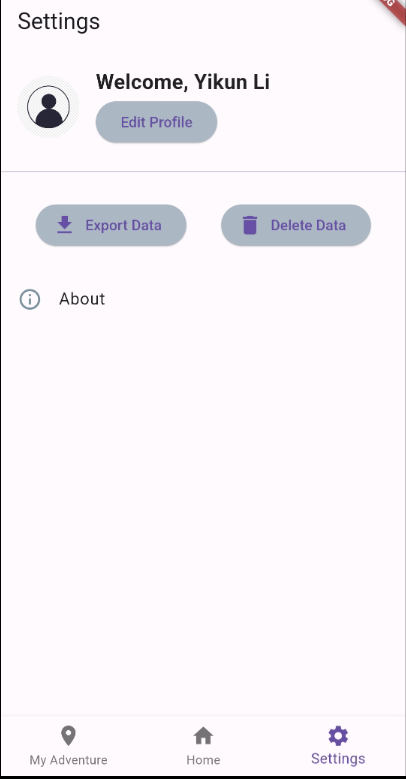 Settings
Welcome, Yikun Li
Edit Profile
Export Data
Delete Data
About
My Adventure
Home
Settings